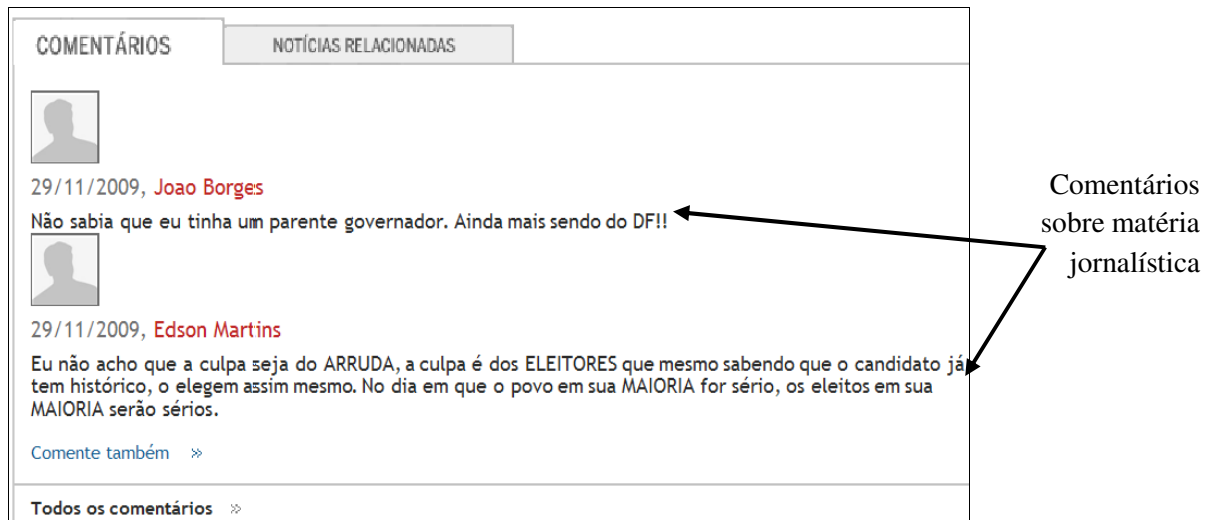 COMENTÁRIOS
NOTÍCIAS RELACIONADAS
29/11/2009, Joao Borges
Não sabia que eu tinha um parente governador. Ainda mais sendo do DF!!
29/11/2009, Edson Martins
Eu não acho que a culpa seja do ARRUDA, a culpa é dos ELEITORES que mesmo sabendo que o candidato já
tem histórico, o elegem assim mesmo. No dia em que o povo em sua MAIORIA for sério, os eleitos em sua
MAIORIA serão sérios.
Comente também »
Todos os comentários »
Comentários
sobre matéria
jornalística